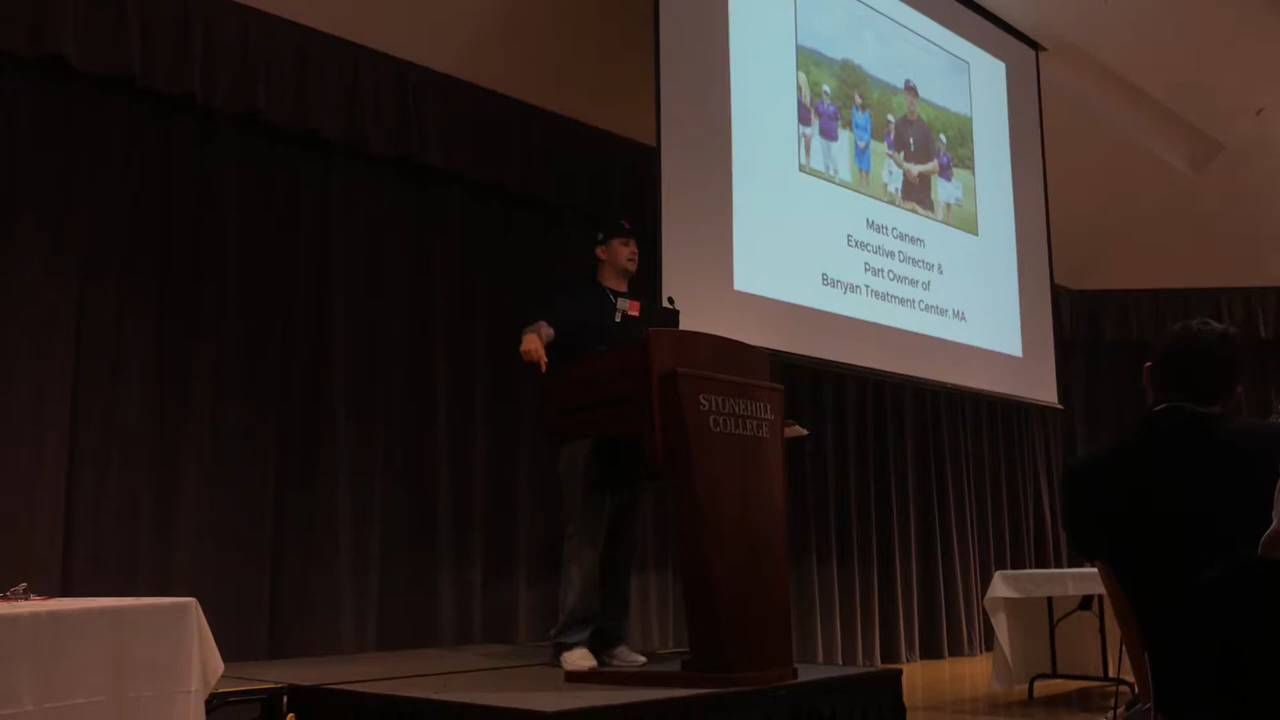 Matt Ganem
Executive Director &
Part Owner of
Banyan Treatment Center, MA
STONEHILL
COLLEGE